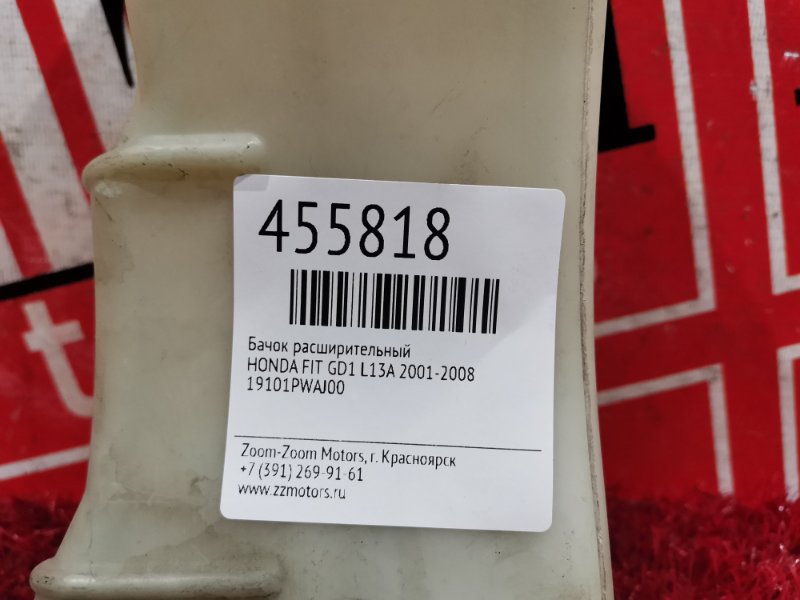 455818
Бачок расширительный
HONDA FIT GD1 L13A 2001-2008
19101PWAJ00
Zoom-Zoom Motors, г. Красноярск
+7 (391) 269-91-61
www.zzmotors.ru
t